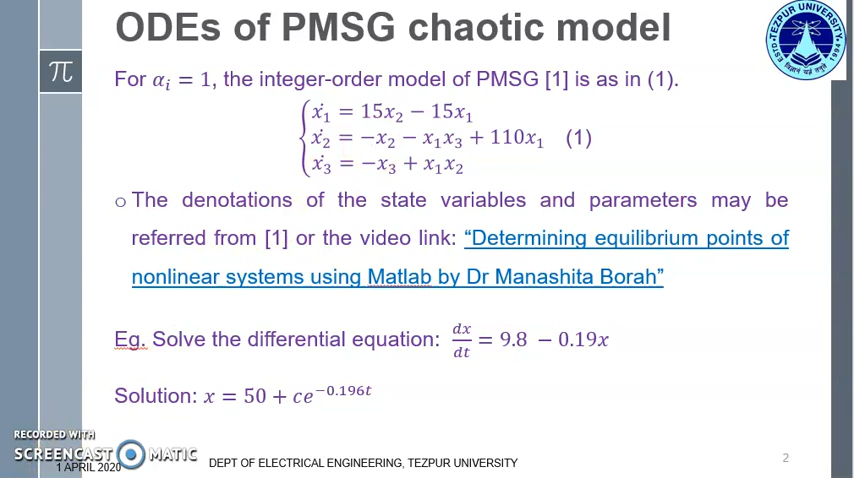 ODEs of PMSG chaotic model
TEZPUR UNIVERSITY
ESTD. 1994
π
For αᵢ = 1, the integer-order model of PMSG [1] is as in (1).
ẋ₁ = 15x₂ − 15x₁
ẋ₂ = −x₂ − x₁x₃ + 110x₁ (1)
ẋ₃ = −x₃ + x₁x₂
o The denotations of the state variables and parameters may be
referred from [1] or the video link: “Determining equilibrium points of
nonlinear systems using Matlab by Dr Manashita Borah”
Eg. Solve the differential equation: dx/dt = 9.8 − 0.19x
Solution: x = 50 + ce^−0.196t
RECORDED WITH
SCREENCAST MATIC
1 APRIL 2020
DEPT OF ELECTRICAL ENGINEERING, TEZPUR UNIVERSITY
2